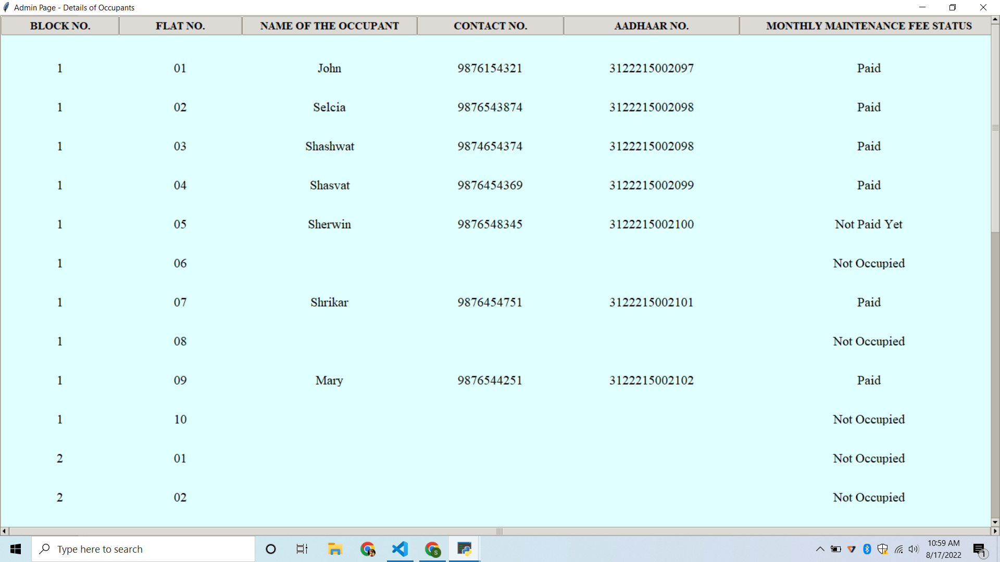 Admin Page - Details of Occupants
BLOCK NO. FLAT NO. NAME OF THE OCCUPANT CONTACT NO. AADHAAR NO. MONTHLY MAINTENANCE FEE STATUS
1 01 John 9876154321 3122215002097 Paid
1 02 Selcia 9876543874 3122215002098 Paid
1 03 Shashwat 9874654374 3122215002098 Paid
1 04 Shasvat 9876454369 3122215002099 Paid
1 05 Sherwin 9876548345 3122215002100 Not Paid Yet
1 06 Not Occupied
1 07 Shrikar 9876454751 3122215002101 Paid
1 08 Not Occupied
1 09 Mary 9876544251 3122215002102 Paid
1 10 Not Occupied
2 01 Not Occupied
2 02 Not Occupied
Type here to search
S
10:59 AM
8/17/2022
1